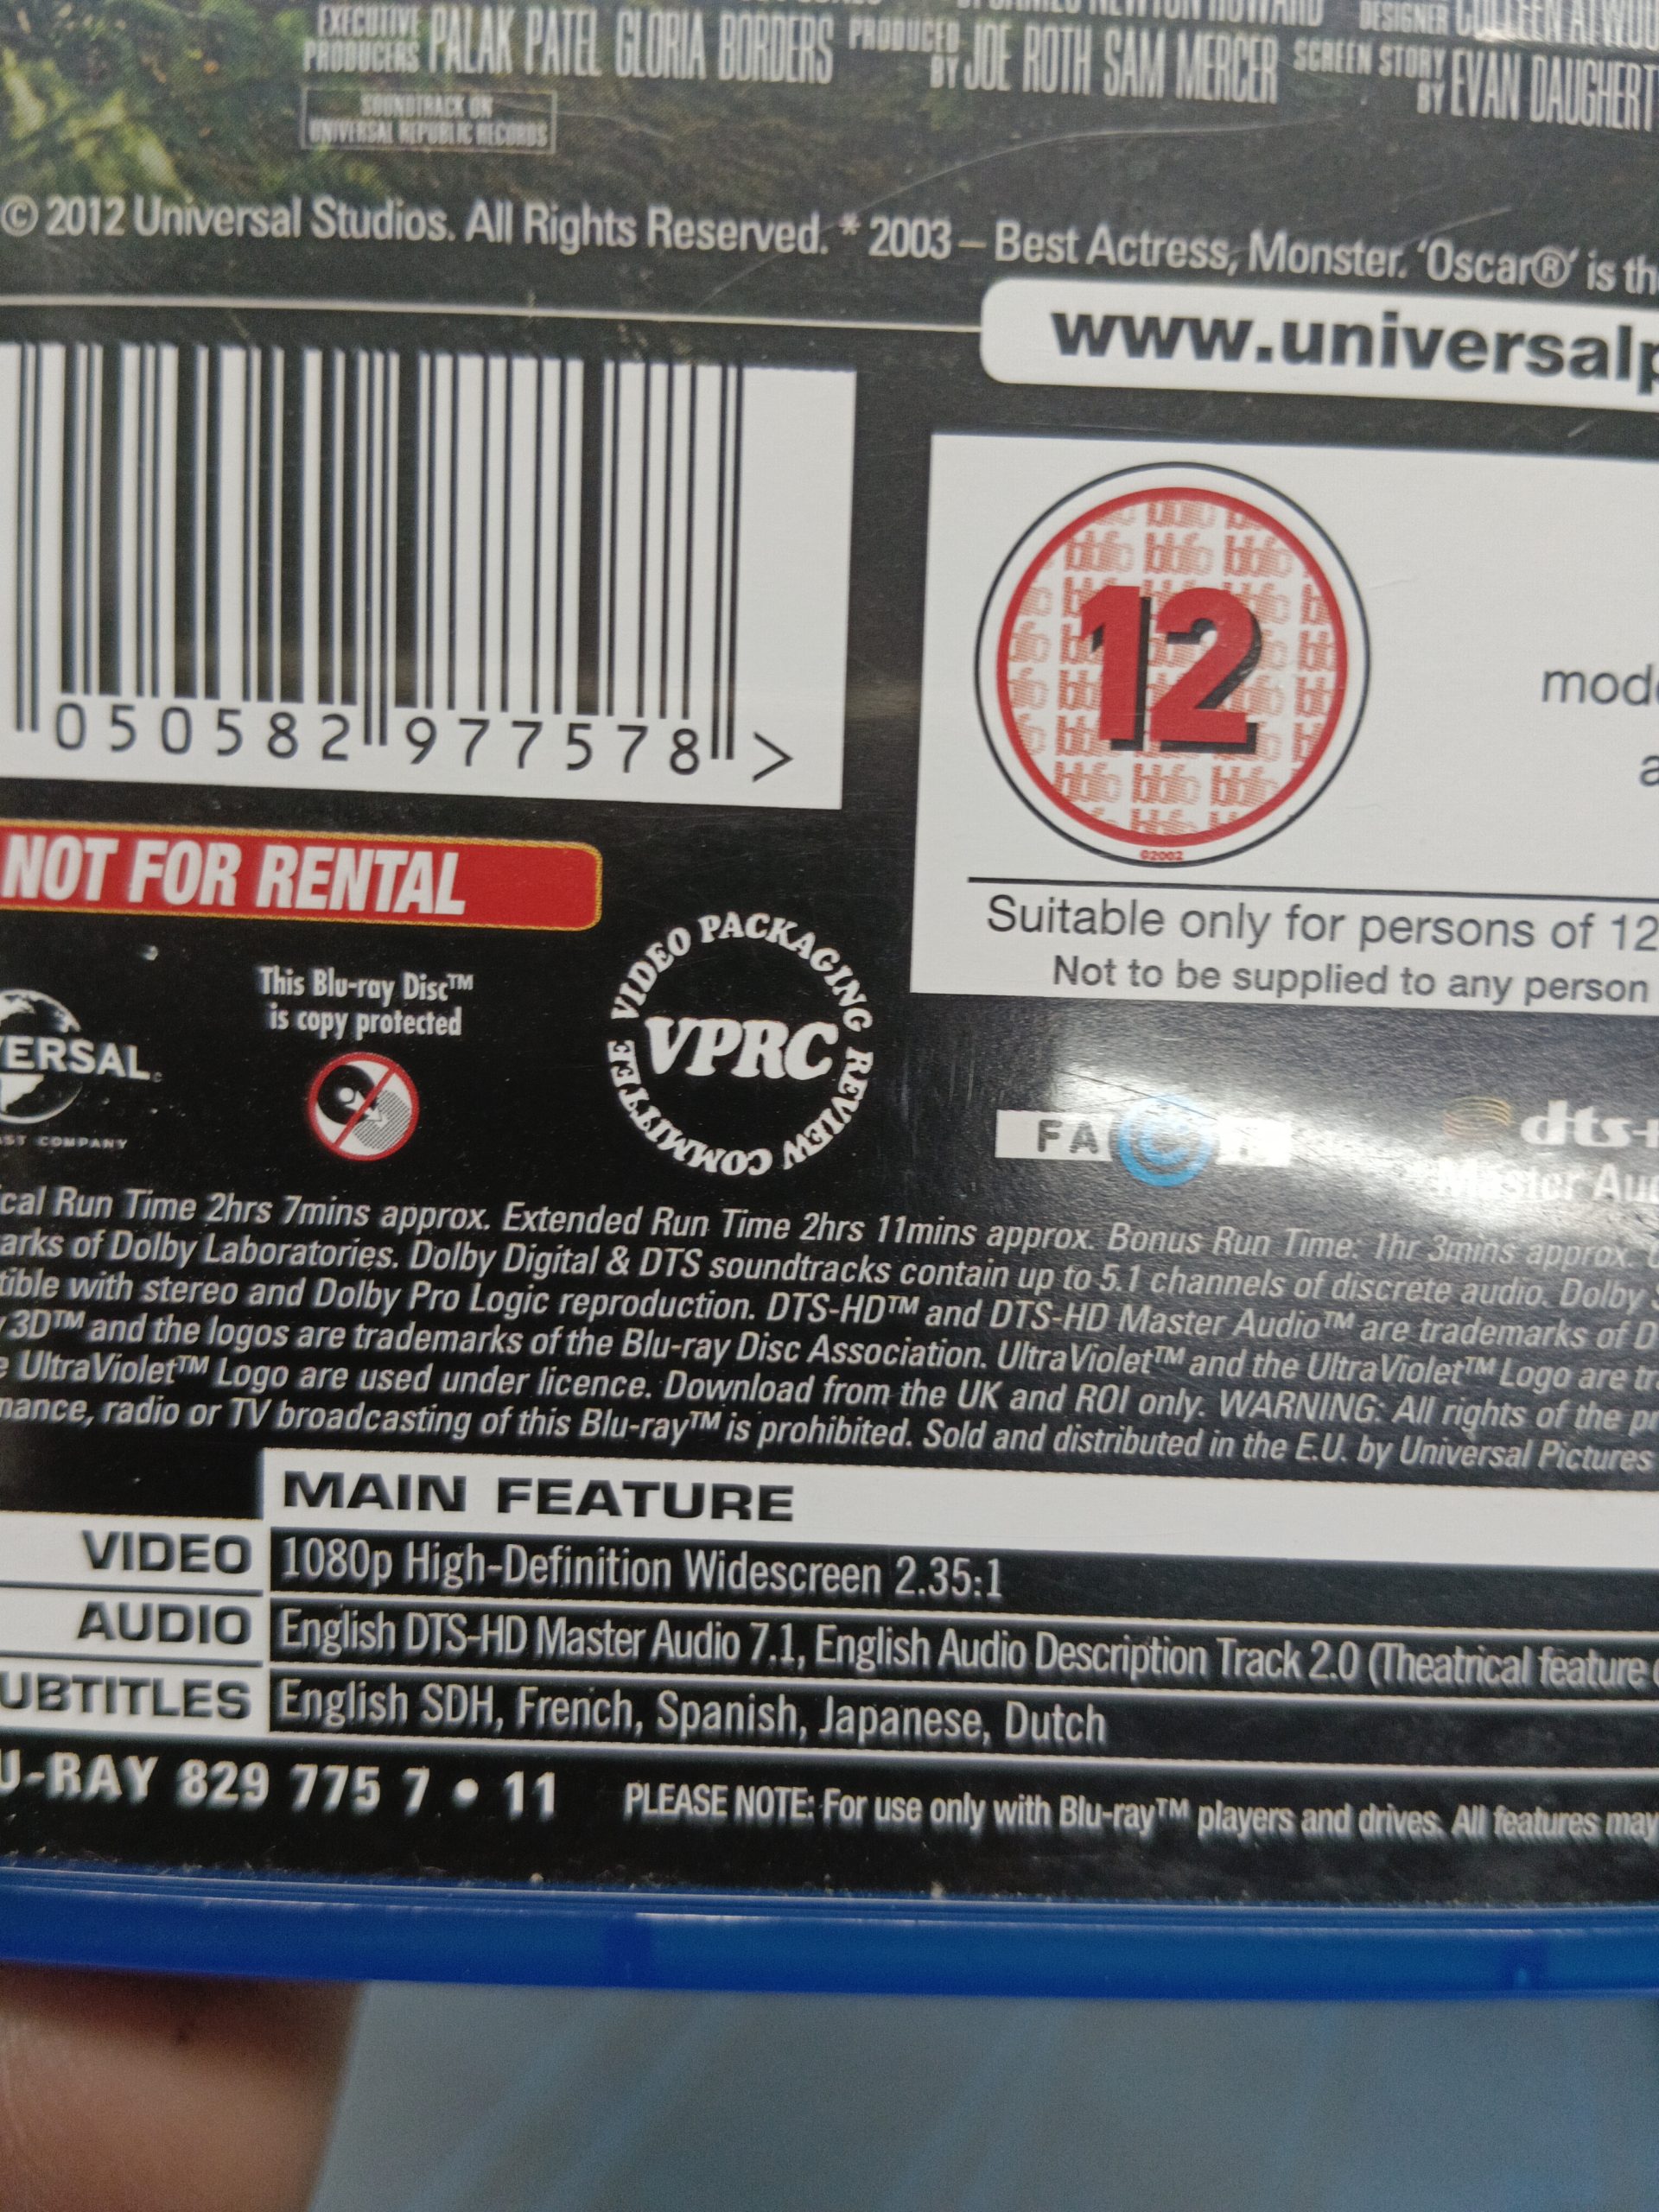 EXECUTIVE PRODUCERS PALAK PATEL GLORIA BORDERS PRODUCED BY JOE ROTH SAM MERCER SCREEN STORY BY EVAN
SOUNDTRACK ON
UNIVERSAL REPUBLIC RECORDS
© 2012 Universal Studios. All Rights Reserved. * 2003 – Best Actress, Monster. 'Oscar®' is
www.universalp
050582 977578 >
bbfc
12
©2002
Suitable only for persons of 12
Not to be supplied to any person
NOT FOR RENTAL
This Blu-ray Disc™
is copy protected
ERSAL
COMPANY
VIDEO PACKAGING REVIEW COMMITTEE
VPRC
FACT
dts-
Master
Run Time 2hrs 7mins approx. Extended Run Time 2hrs 11mins approx. Bonus Run Time: 1hr 3mins approx.
arks of Dolby Laboratories. Dolby Digital & DTS soundtracks contain up to 5.1 channels of discrete audio. Dolby
tible with stereo and Dolby Pro Logic reproduction. DTS-HD™ and DTS-HD Master Audio™ are trademarks of D
3D™ and the logos are trademarks of the Blu-ray Disc Association. UltraViolet™ and the UltraViolet™ Logo are
UltraViolet™ Logo are used under licence. Download from the UK and ROI only. WARNING: All rights of the
mance, radio or TV broadcasting of this Blu-ray™ is prohibited. Sold and distributed in the E.U. by Universal Pictures
MAIN FEATURE
VIDEO 1080p High-Definition Widescreen 2.35:1
AUDIO English DTS-HD Master Audio 7.1, English Audio Description Track 2.0 (Theatrical feature
UBTITLES English SDH, French, Spanish, Japanese, Dutch
U-RAY 829 775 7 • 11 PLEASE NOTE: For use only with Blu-ray™ players and drives. All features may